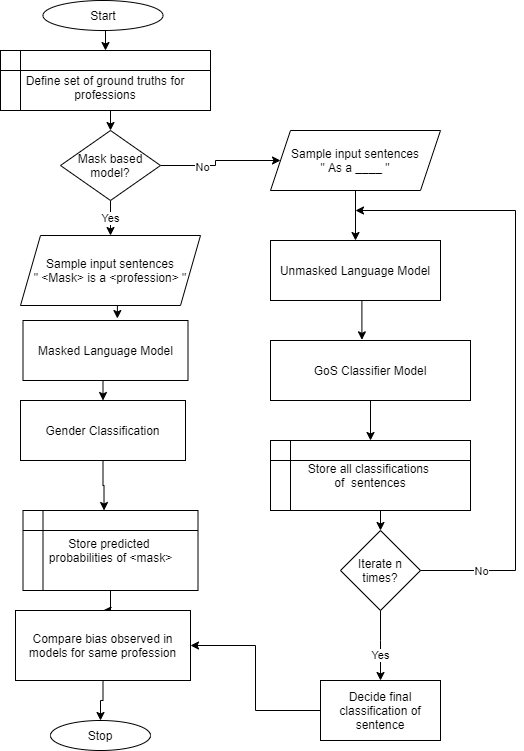 Start
Define set of ground truths for
professions
Mask based
model?
No
Sample input sentences
" As a ____ "
Yes
Sample input sentences
" <Mask> is a <profession> "
Unmasked Language Model
Masked Language Model
GoS Classifier Model
Gender Classification
Store all classifications
of sentences
Store predicted
probabilities of <mask>
Iterate n
times?
No
Compare bias observed in
models for same profession
Yes
Decide final
classification of
sentence
Stop